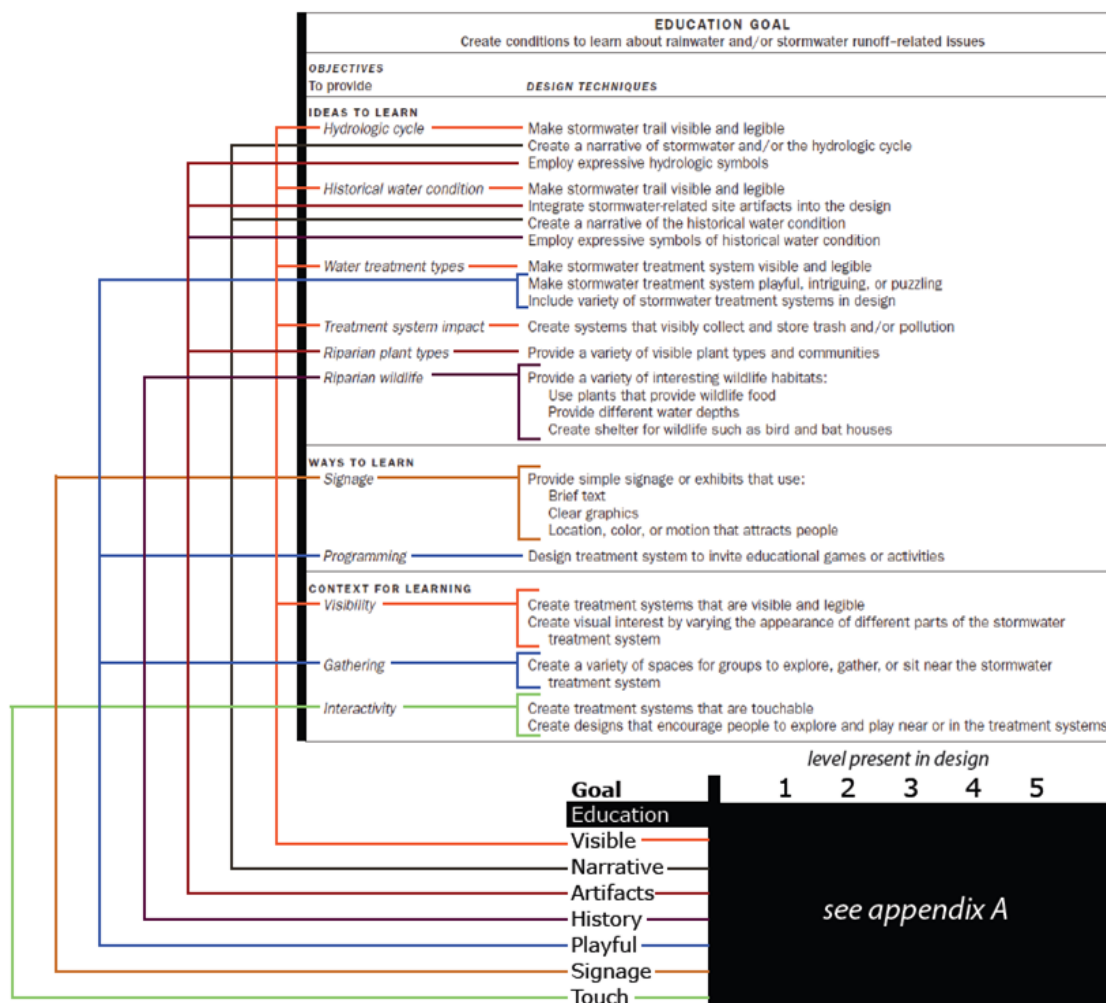 EDUCATION GOAL
Create conditions to learn about rainwater and/or stormwater runoff–related issues
OBJECTIVES
To provide DESIGN TECHNIQUES
IDEAS TO LEARN
Hydrologic cycle Make stormwater trail visible and legible
Create a narrative of stormwater and/or the hydrologic cycle
Employ expressive hydrologic symbols
Historical water condition Make stormwater trail visible and legible
Integrate stormwater-related site artifacts into the design
Create a narrative of the historical water condition
Employ expressive symbols of historical water condition
Water treatment types Make stormwater treatment system visible and legible
Make stormwater treatment system playful, intriguing, or puzzling
Include variety of stormwater treatment systems in design
Treatment system impact Create systems that visibly collect and store trash and/or pollution
Riparian plant types Provide a variety of visible plant types and communities
Riparian wildlife Provide a variety of interesting wildlife habitats:
Use plants that provide wildlife food
Provide different water depths
Create shelter for wildlife such as bird and bat houses
WAYS TO LEARN
Signage Provide simple signage or exhibits that use:
Brief text
Clear graphics
Location, color, or motion that attracts people
Programming Design treatment system to invite educational games or activities
CONTEXT FOR LEARNING
Visibility Create treatment systems that are visible and legible
Create visual interest by varying the appearance of different parts of the stormwater
treatment system
Gathering Create a variety of spaces for groups to explore, gather, or sit near the stormwater
treatment system
Interactivity Create treatment systems that are touchable
Create designs that encourage people to explore and play near or in the treatment systems
level present in design
Goal 1 2 3 4 5
Education
Visible
Narrative
Artifacts
History
Playful
Signage
Touch
see appendix A